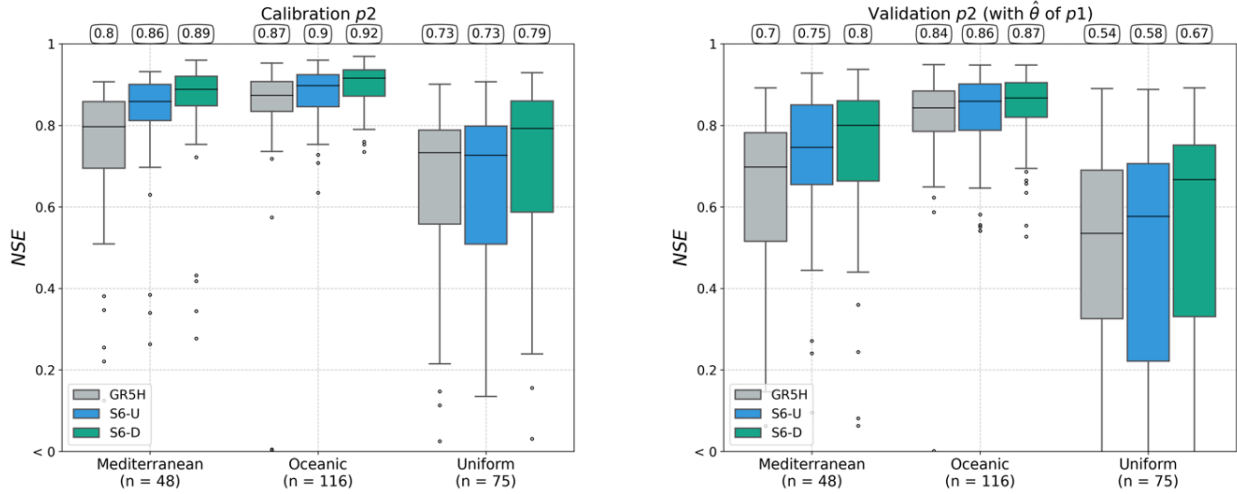 Calibration p2
0.8 0.86 0.89 0.87 0.9 0.92 0.73 0.73 0.79
1
0.8
0.6
0.4
0.2
< 0
NSE
GR5H
S6-U
S6-D
Mediterranean Oceanic Uniform
(n = 48) (n = 116) (n = 75)
Validation p2 (with θ̂ of p1)
0.7 0.75 0.8 0.84 0.86 0.87 0.54 0.58 0.67
1
0.8
0.6
0.4
0.2
< 0
NSE
GR5H
S6-U
S6-D
Mediterranean Oceanic Uniform
(n = 48) (n = 116) (n = 75)